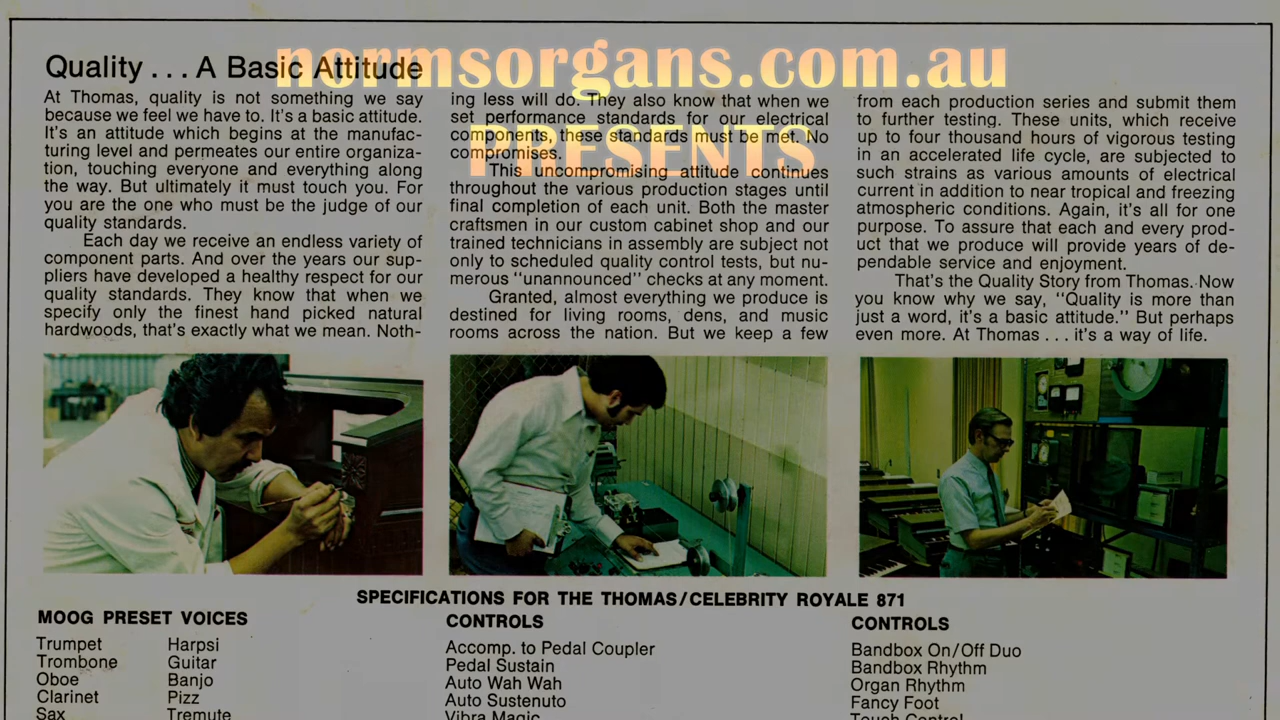 normsorgans.com.au
PRESENTS
Quality . . . A Basic Attitude
At Thomas, quality is not something we say
because we feel we have to. It's a basic attitude.
It's an attitude which begins at the manufac-
turing level and permeates our entire organiza-
tion, touching everyone and everything along
the way. But ultimately it must touch you. For
you are the one who must be the judge of our
quality standards.
Each day we receive an endless variety of
component parts. And over the years our sup-
pliers have developed a healthy respect for our
quality standards. They know that when we
specify only the finest hand picked natural
hardwoods, that's exactly what we mean. Noth-
ing less will do. They also know that when we
set performance standards for our electrical
components, these standards must be met. No
compromises.
This uncompromising attitude continues
throughout the various production stages until
final completion of each unit. Both the master
craftsmen in our custom cabinet shop and our
trained technicians in assembly are subject not
only to scheduled quality control tests, but nu-
merous "unannounced" checks at any moment.
Granted, almost everything we produce is
destined for living rooms, dens, and music
rooms across the nation. But we keep a few
from each production series and submit them
to further testing. These units, which receive
up to four thousand hours of vigorous testing
in an accelerated life cycle, are subjected to
such strains as various amounts of electrical
current in addition to near tropical and freezing
atmospheric conditions. Again, it's all for one
purpose. To assure that each and every prod-
uct that we produce will provide years of de-
pendable service and enjoyment.
That's the Quality Story from Thomas. Now
you know why we say, "Quality is more than
just a word, it's a basic attitude." But perhaps
even more. At Thomas . . . it's a way of life.
SPECIFICATIONS FOR THE THOMAS/CELEBRITY ROYALE 871
MOOG PRESET VOICES
Trumpet
Trombone
Oboe
Clarinet
Sax
Harpsi
Guitar
Banjo
Pizz
Tremute
CONTROLS
Accomp. to Pedal Coupler
Pedal Sustain
Auto Wah Wah
Auto Sustenuto
Vibra Magic
CONTROLS
Bandbox On/Off Duo
Bandbox Rhythm
Organ Rhythm
Fancy Foot
Touch Control